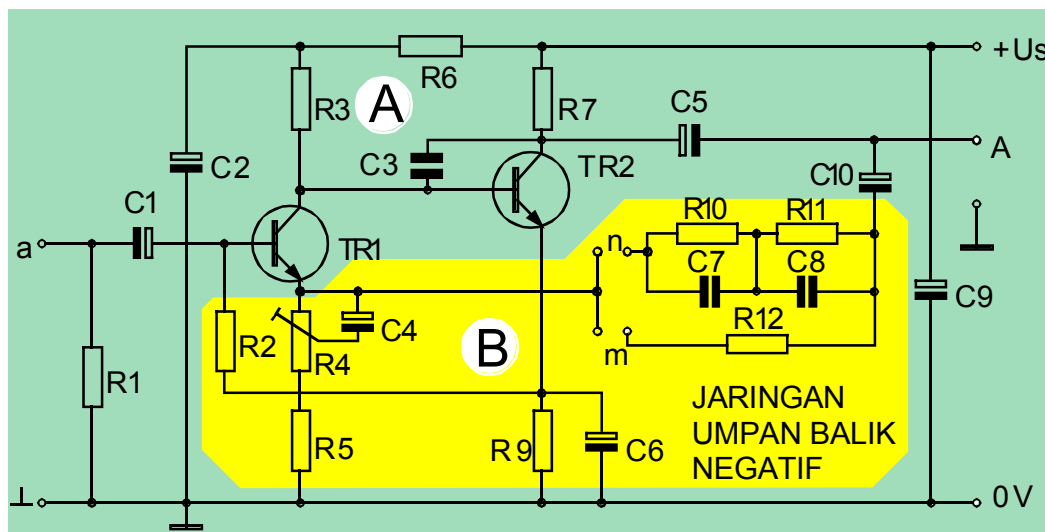 +Us
R6
R3
A
R7
C5
A
C3
TR2
C2
C10
C1
R10
R11
a
TR1
n
C7
C8
C9
R2
R4
C4
B
R12
m
R1
JARINGAN
UMPAN BALIK
NEGATIF
R5
R9
C6
0V